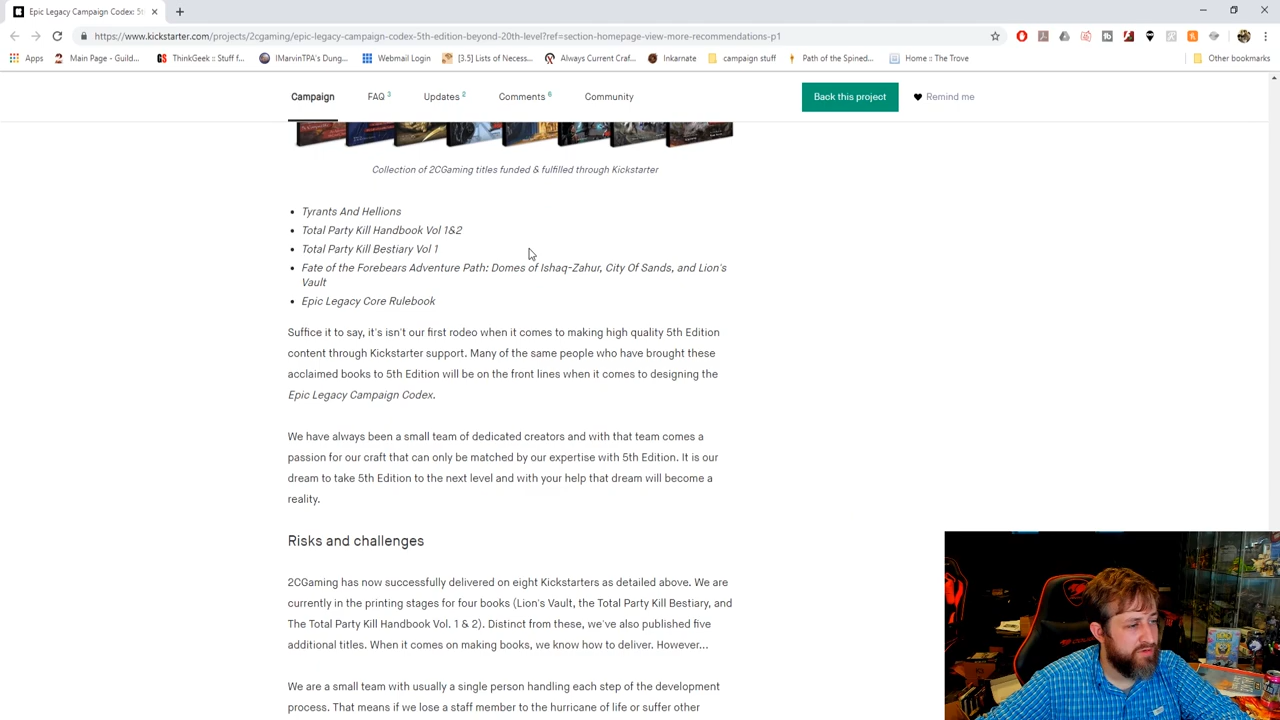 Epic Legacy Campaign Codex: 5th
https://www.kickstarter.com/projects/2cgaming/epic-legacy-campaign-codex-5th-edition-beyond-20th-level?ref=section-homepage-view-more-recommendations-p1
Apps Main Page - Guild... ThinkGeek :: Stuff f... IMarvinTPA's Dung... Webmail Login [3.5] Lists of Necess... Always Current Craf... Inkarnate campaign stuff Path of the Spined... Home :: The Trove Other bookmarks
Campaign FAQ 3 Updates 2 Comments 6 Community Back this project Remind me
Collection of 2CGaming titles funded & fulfilled through Kickstarter
Tyrants And Hellions
Total Party Kill Handbook Vol 1&2
Total Party Kill Bestiary Vol 1
Fate of the Forebears Adventure Path: Domes of Ishaq-Zahur, City Of Sands, and Lion's
Vault
Epic Legacy Core Rulebook
Suffice it to say, it's isn't our first rodeo when it comes to making high quality 5th Edition
content through Kickstarter support. Many of the same people who have brought these
acclaimed books to 5th Edition will be on the front lines when it comes to designing the
Epic Legacy Campaign Codex.
We have always been a small team of dedicated creators and with that team comes a
passion for our craft that can only be matched by our expertise with 5th Edition. It is our
dream to take 5th Edition to the next level and with your help that dream will become a
reality.
Risks and challenges
2CGaming has now successfully delivered on eight Kickstarters as detailed above. We are
currently in the printing stages for four books (Lion's Vault, the Total Party Kill Bestiary, and
The Total Party Kill Handbook Vol. 1 & 2). Distinct from these, we've also published five
additional titles. When it comes on making books, we know how to deliver. However...
We are a small team with usually a single person handling each step of the development
process. That means if we lose a staff member to the hurricane of life or suffer other